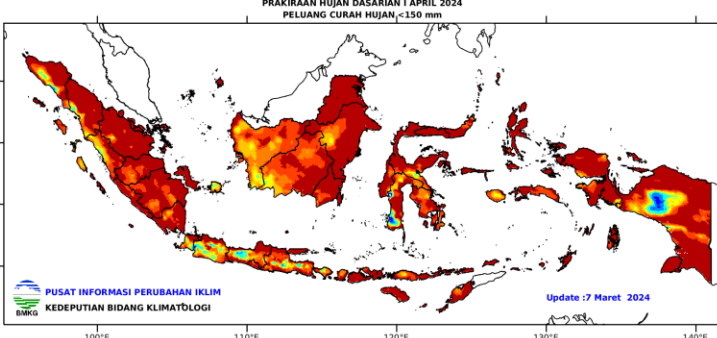 PRAKIRAAN HUJAN DASARIAN I APRIL 2024
PELUANG CURAH HUJAN <150 mm
PUSAT INFORMASI PERUBAHAN IKLIM
KEDEPUTIAN BIDANG KLIMATOLOGI
BMKG
Update :7 Maret 2024
100°E 110°E 120°E 130°E 140°E